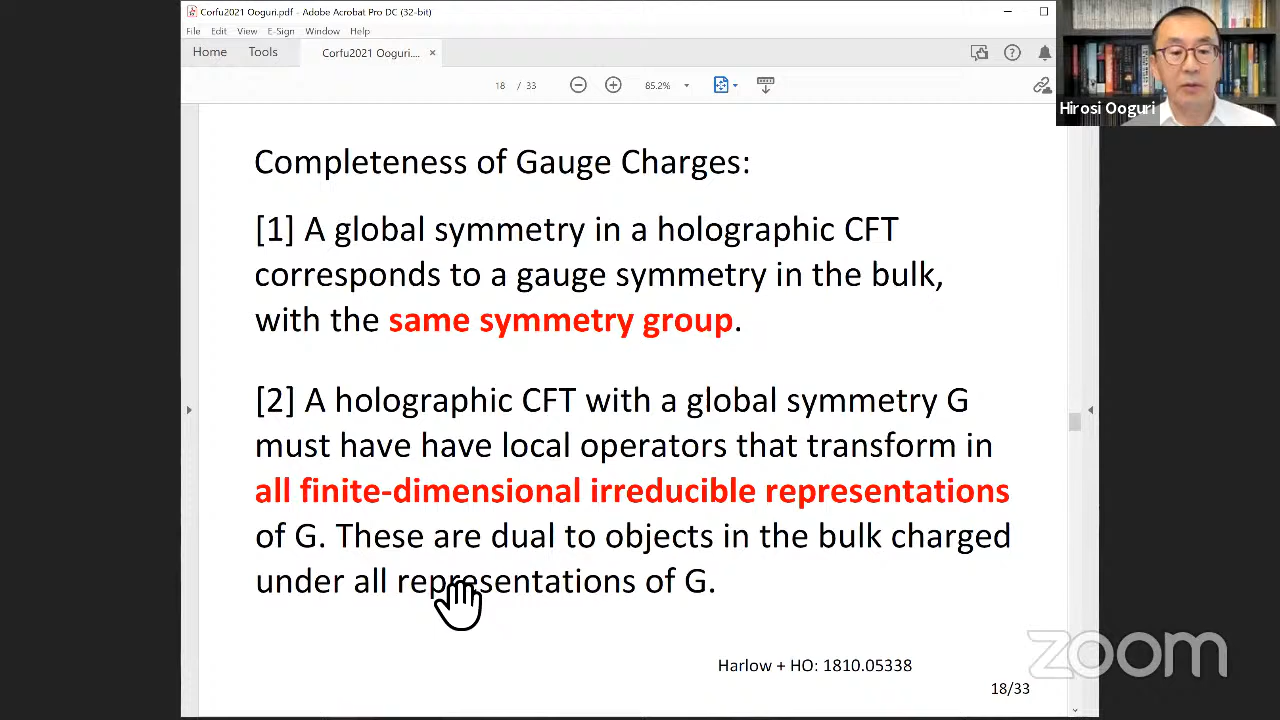 Corfu2021 Ooguri.pdf - Adobe Acrobat Pro DC (32-bit)
File Edit View E-Sign Window Help
Home Tools Corfu2021 Ooguri.... ×
18 / 33 85.2%
Hirosi Ooguri
Completeness of Gauge Charges:
[1] A global symmetry in a holographic CFT
corresponds to a gauge symmetry in the bulk,
with the same symmetry group.
[2] A holographic CFT with a global symmetry G
must have have local operators that transform in
all finite-dimensional irreducible representations
of G. These are dual to objects in the bulk charged
under all representations of G.
Harlow + HO: 1810.05338
18/33
zoom